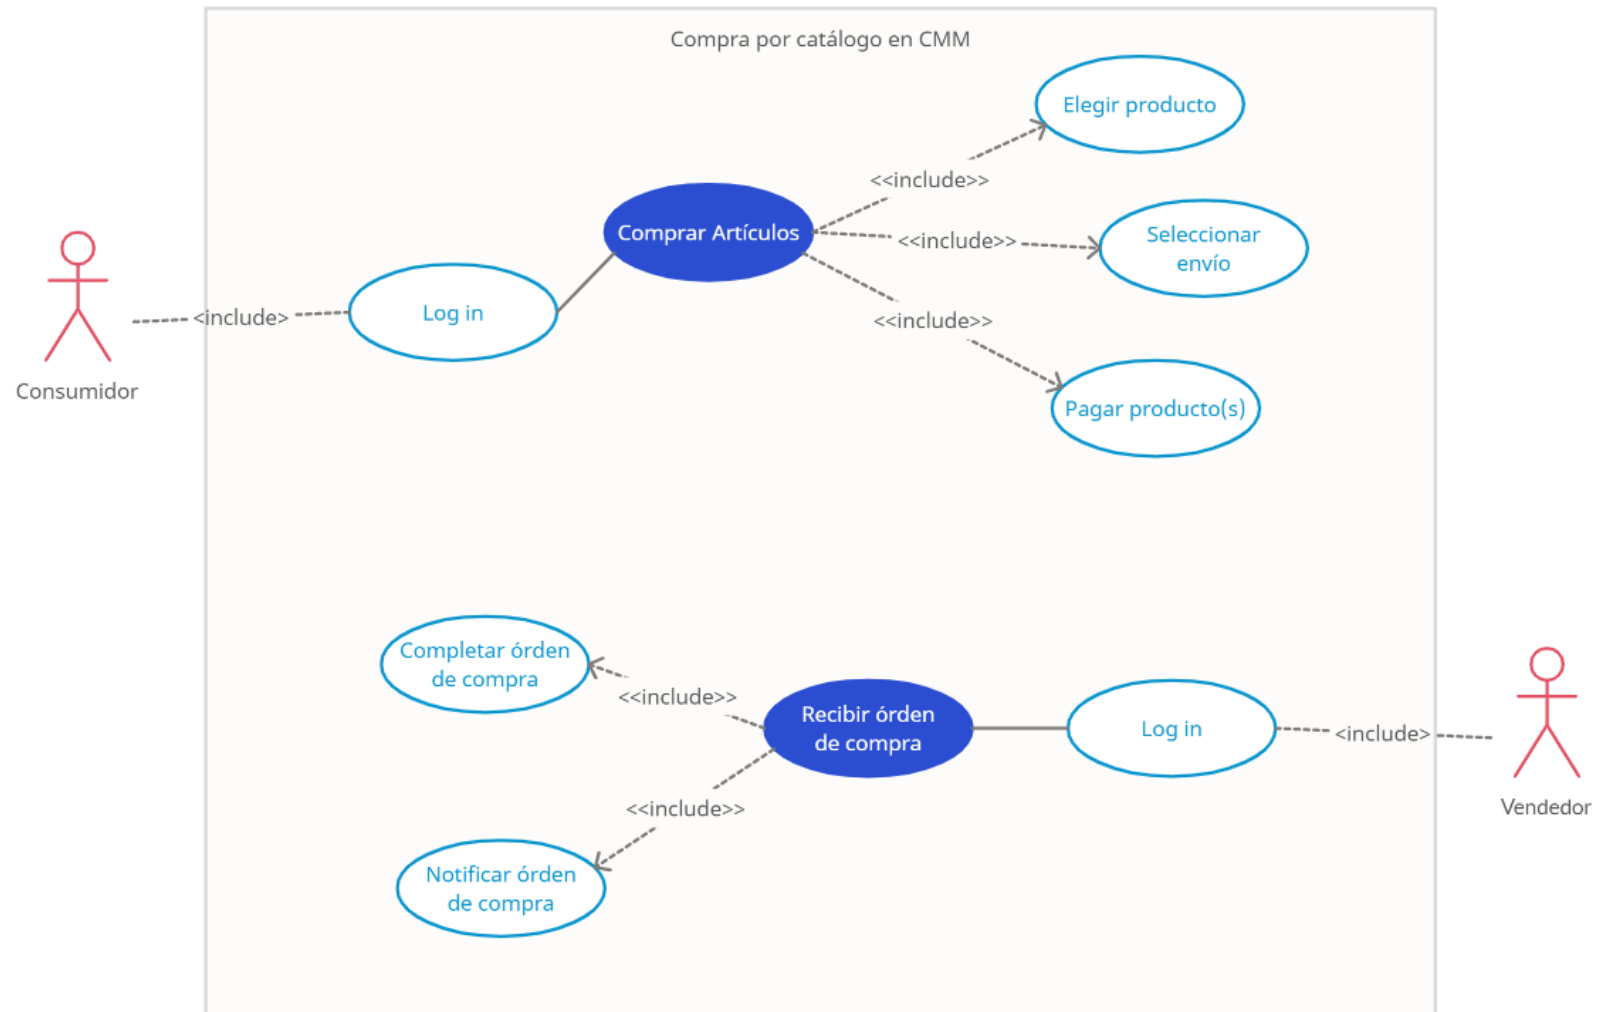 Compra por catálogo en CMM
Elegir producto
<<include>>
Comprar Artículos
<<include>>
Seleccionar
envío
Log in
<include>
<<include>>
Consumidor
Pagar producto(s)
Completar órden
de compra
<<include>>
Recibir órden
de compra
Log in
<include>
Vendedor
<<include>>
Notificar órden
de compra